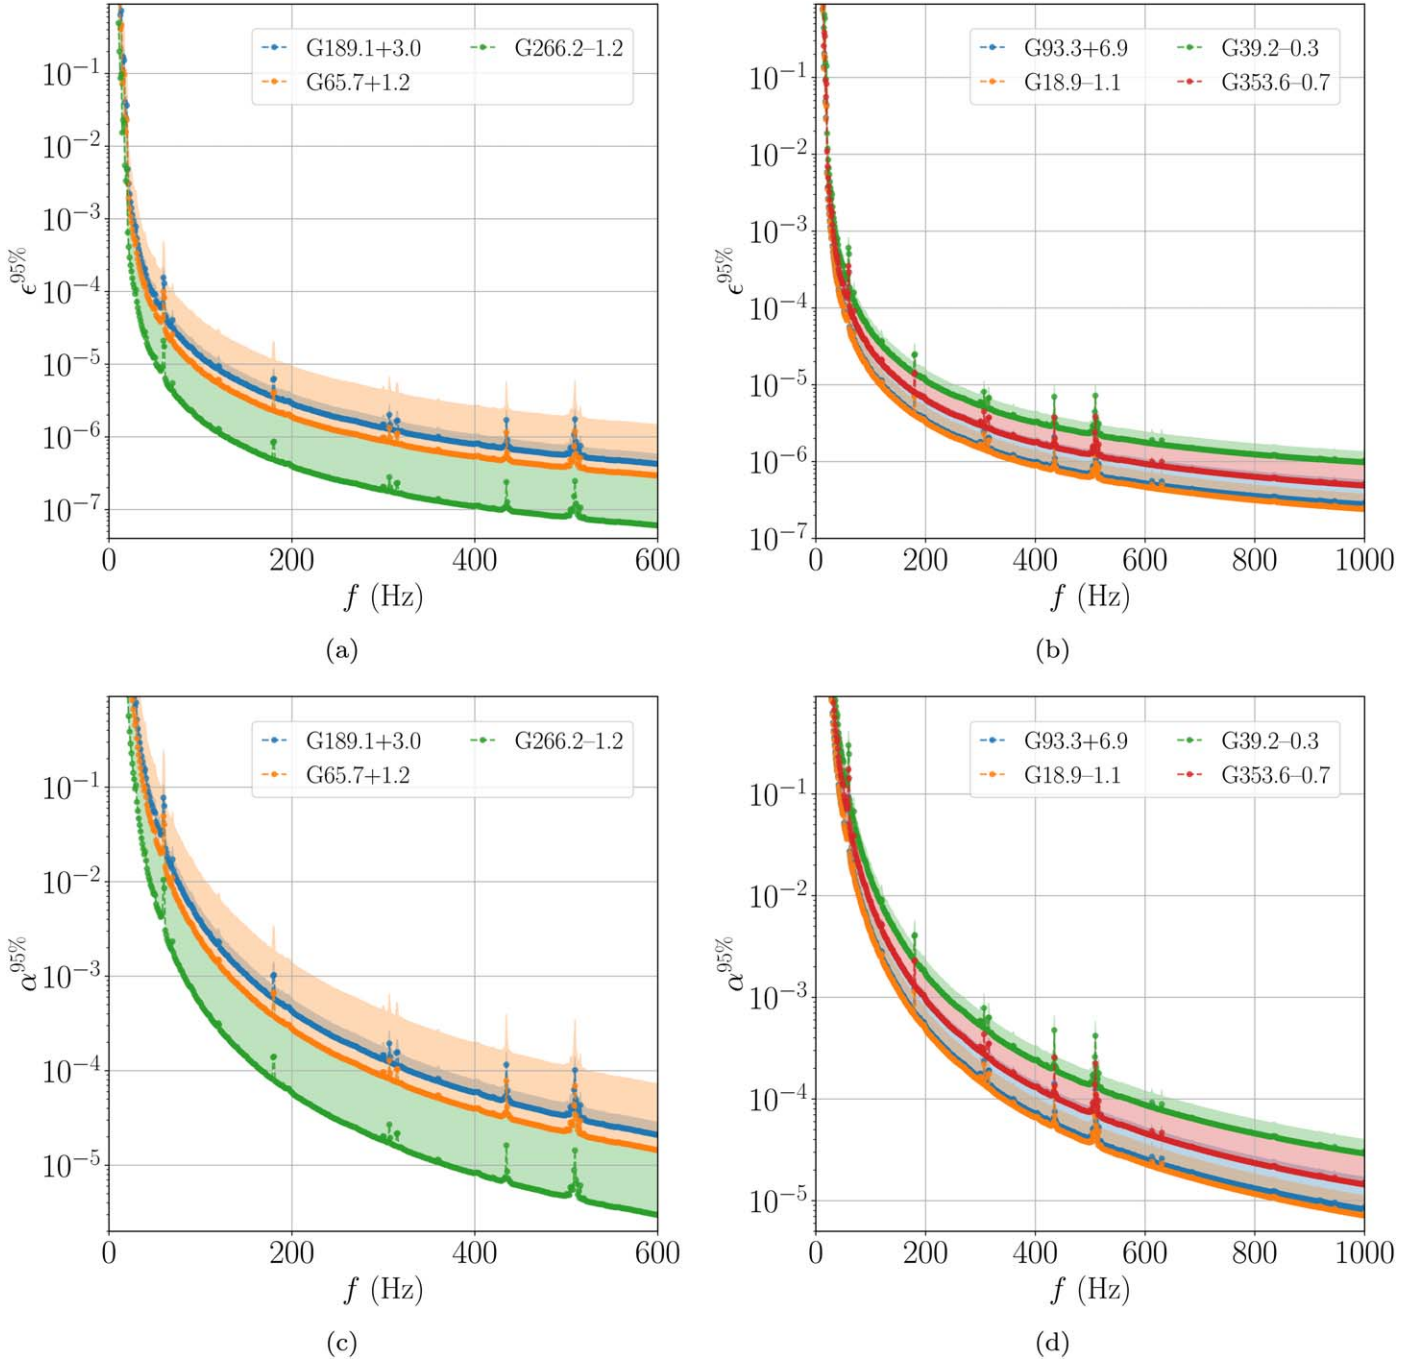 G189.1+3.0 G266.2–1.2
G65.7+1.2
10−1
10−2
10−3
10−4
10−5
10−6
10−7
ϵ95%
0 200 400 600
f (Hz)
(a)
G93.3+6.9 G39.2–0.3
G18.9–1.1 G353.6–0.7
10−1
10−2
10−3
10−4
10−5
10−6
10−7
ϵ95%
0 200 400 600 800 1000
f (Hz)
(b)
G189.1+3.0 G266.2–1.2
G65.7+1.2
10−1
10−2
10−3
10−4
10−5
α95%
0 200 400 600
f (Hz)
(c)
G93.3+6.9 G39.2–0.3
G18.9–1.1 G353.6–0.7
10−1
10−2
10−3
10−4
10−5
α95%
0 200 400 600 800 1000
f (Hz)
(d)